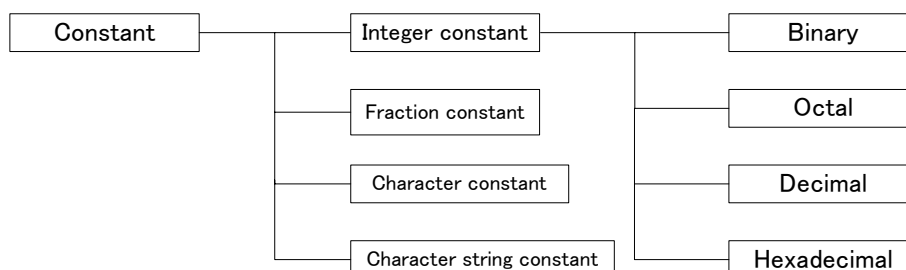 Constant
Integer constant
Binary
Fraction constant
Octal
Character constant
Decimal
Character string constant
Hexadecimal